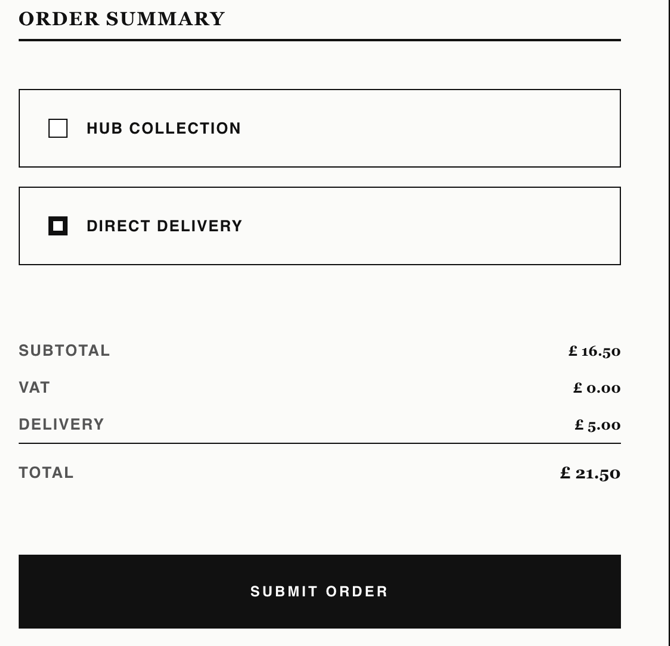 ORDER SUMMARY
HUB COLLECTION
DIRECT DELIVERY
SUBTOTAL £ 16.50
VAT £ 0.00
DELIVERY £ 5.00
TOTAL £ 21.50
SUBMIT ORDER